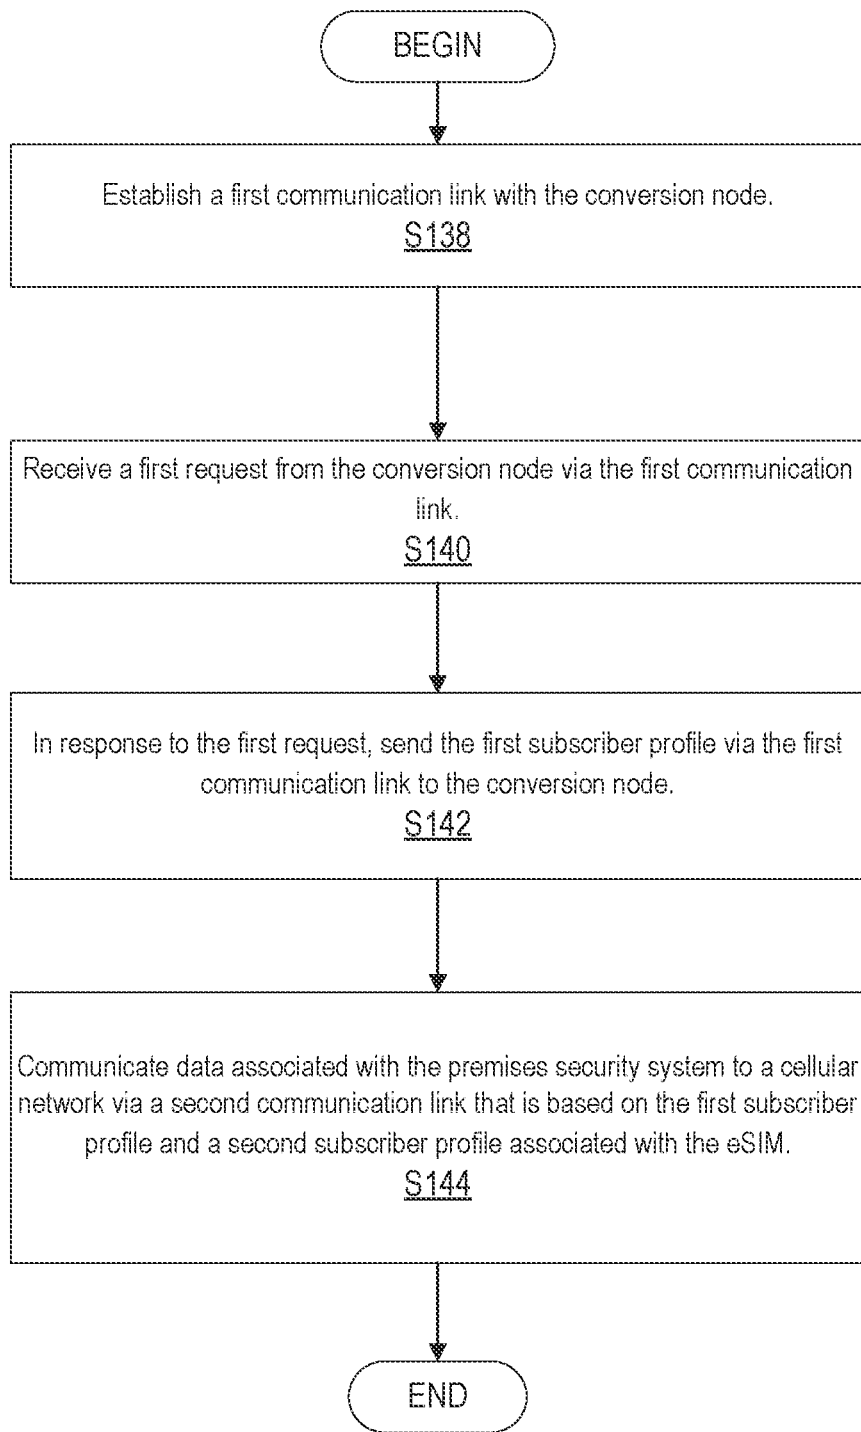 BEGIN
Establish a first communication link with the conversion node.
S138
Receive a first request from the conversion node via the first communication
link.
S140
In response to the first request, send the first subscriber profile via the first
communication link to the conversion node.
S142
Communicate data associated with the premises security system to a cellular
network via a second communication link that is based on the first subscriber
profile and a second subscriber profile associated with the eSIM.
S144
END